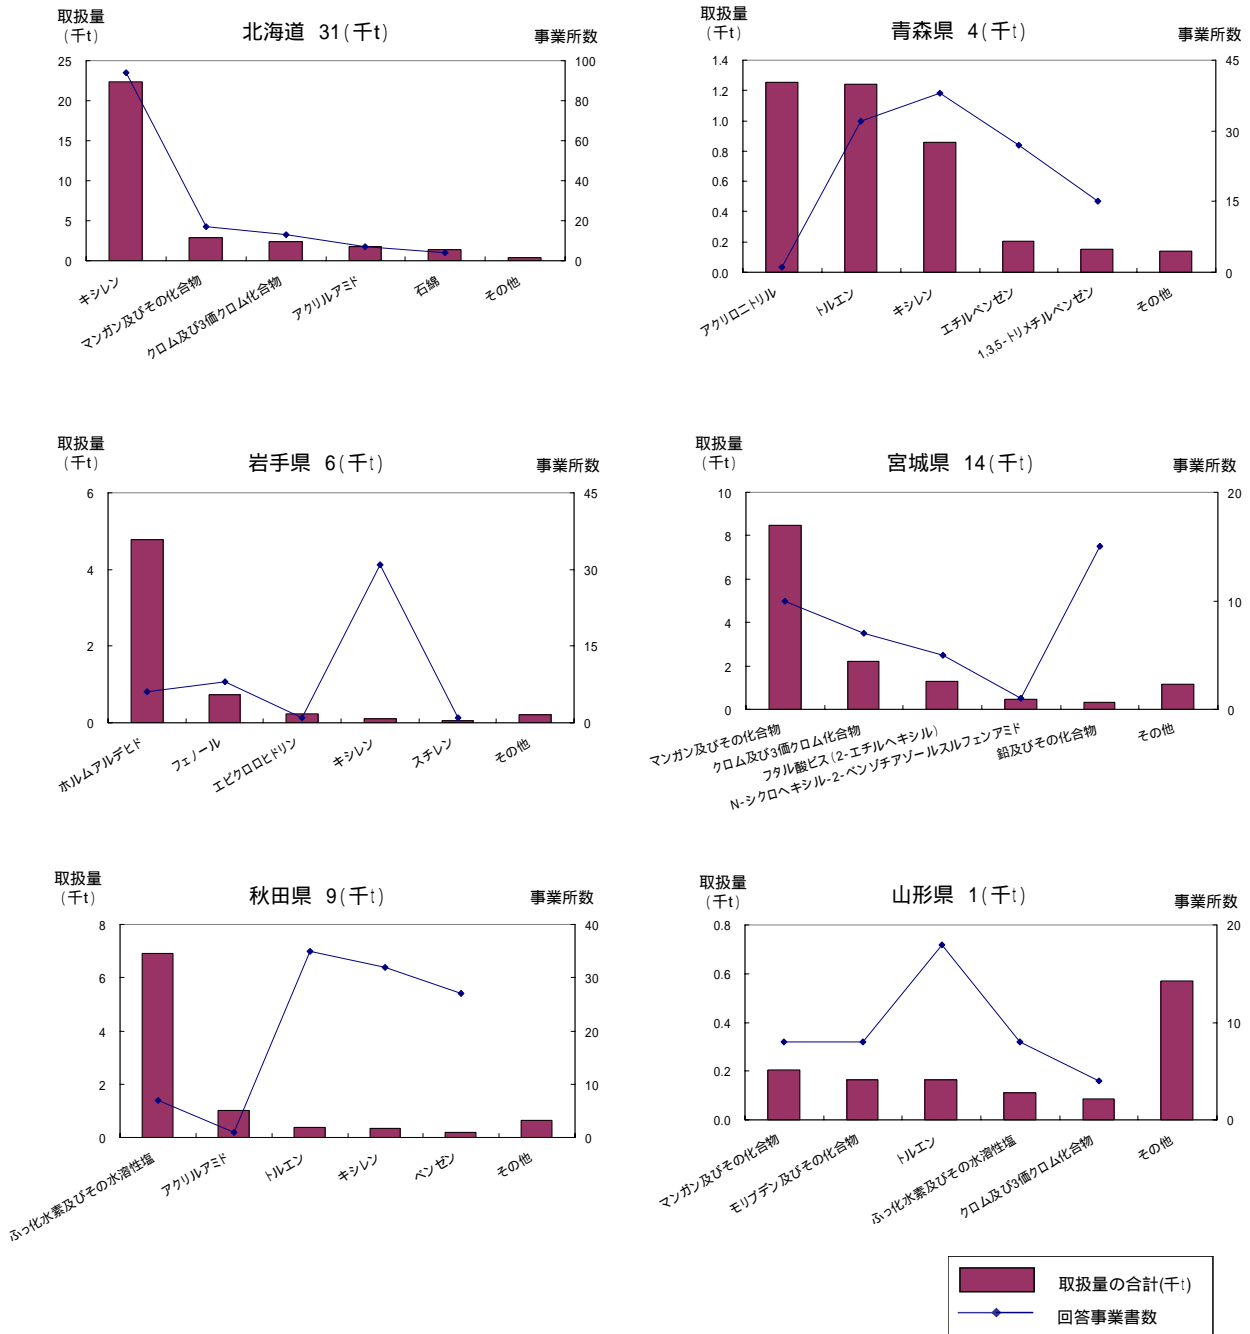 取扱量
(千t)
北海道 31(千t)
事業所数
25
20
15
10
5
0
100
80
60
40
20
0
キシレン
マンガン及びその化合物
クロム及び3価クロム化合物
アクリルアミド
石綿
その他
取扱量
(千t)
青森県 4(千t)
事業所数
1.4
1.2
1.0
0.8
0.6
0.4
0.2
0.0
45
30
15
0
アクリロニトリル
トルエン
キシレン
エチルベンゼン
1,3,5-トリメチルベンゼン
その他
取扱量
(千t)
岩手県 6(千t)
事業所数
6
4
2
0
45
30
15
0
ホルムアルデヒド
フェノール
エピクロロヒドリン
キシレン
スチレン
その他
取扱量
(千t)
宮城県 14(千t)
事業所数
10
8
6
4
2
0
20
10
0
マンガン及びその化合物
クロム及び3価クロム化合物
フタル酸ビス(2-エチルヘキシル)
N-シクロヘキシル-2-ベンゾチアゾールスルフェンアミド
鉛及びその化合物
その他
取扱量
(千t)
秋田県 9(千t)
事業所数
8
6
4
2
0
40
30
20
10
0
ふっ化水素及びその水溶性塩
アクリルアミド
トルエン
キシレン
ベンゼン
その他
取扱量
(千t)
山形県 1(千t)
事業所数
0.8
0.6
0.4
0.2
0.0
20
10
0
マンガン及びその化合物
モリブデン及びその化合物
トルエン
ふっ化水素及びその水溶性塩
クロム及び3価クロム化合物
その他
取扱量の合計(千t)
回答事業書数